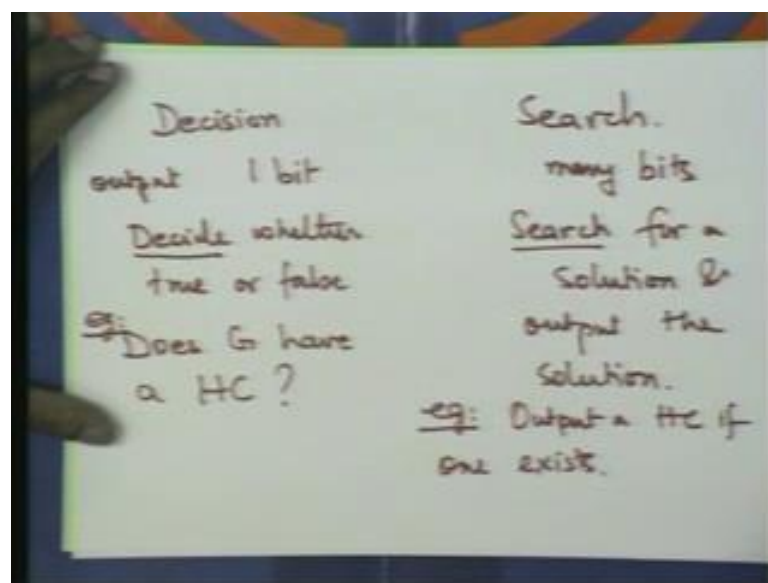 Decision
output 1 bit
Decide whether
true or false
eg: Does G have
a HC ?
Search.
many bits
Search for a
solution &
output the
solution.
eg: Output a HC if
one exists.